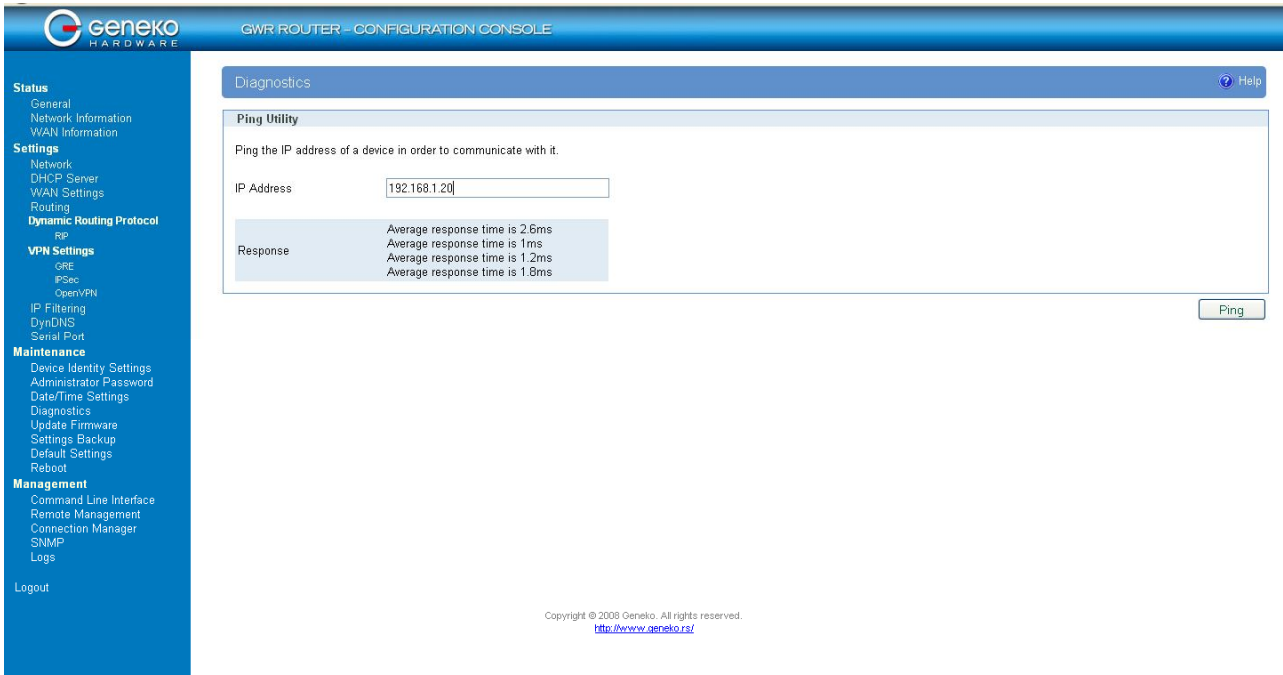 Geneko
HARDWARE
GWR ROUTER - CONFIGURATION CONSOLE
Status
General
Network Information
WAN Information
Settings
Network
DHCP Server
WAN Settings
Routing
Dynamic Routing Protocol
RIP
VPN Settings
GRE
IPSec
OpenVPN
IP Filtering
DynDNS
Serial Port
Maintenance
Device Identity Settings
Administrator Password
Date/Time Settings
Diagnostics
Update Firmware
Settings Backup
Default Settings
Reboot
Management
Command Line Interface
Remote Management
Connection Manager
SNMP
Logs
Logout
Diagnostics
? Help
Ping Utility
Ping the IP address of a device in order to communicate with it.
IP Address 192.168.1.20
Response
Average response time is 2.6ms
Average response time is 1ms
Average response time is 1.2ms
Average response time is 1.8ms
Ping
Copyright © 2008 Geneko. All rights reserved.
http://www.geneko.rs/